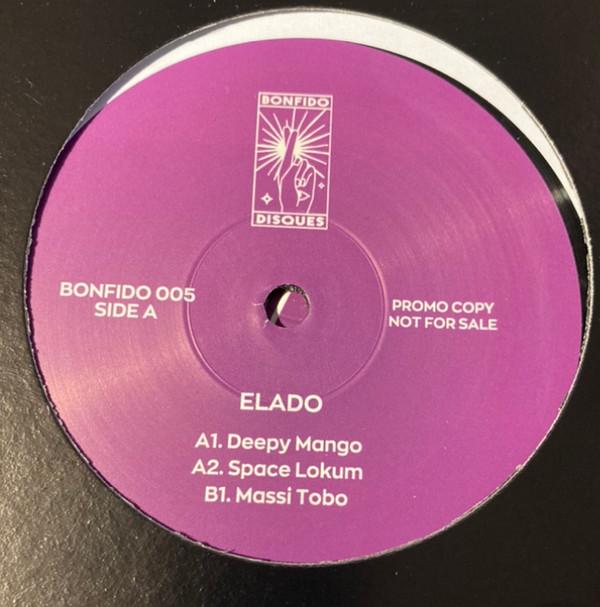 BONFIDO
DISQUES
BONFIDO 005
SIDE A
PROMO COPY
NOT FOR SALE
ELADO
A1. Deepy Mango
A2. Space Lokum
B1. Massi Tobo